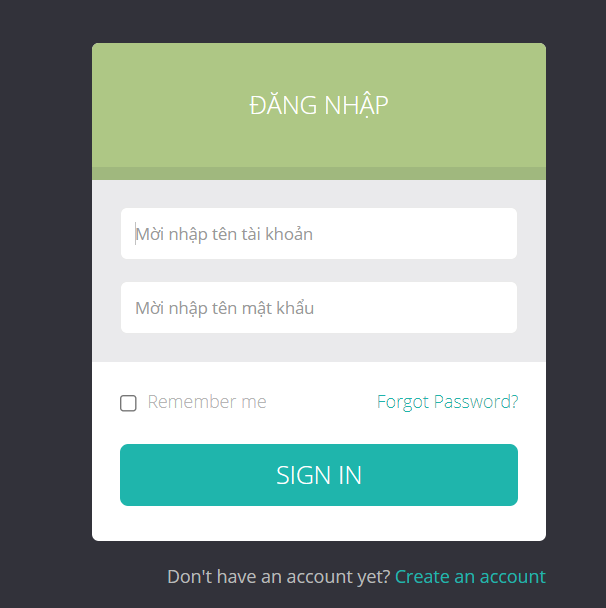 ĐĂNG NHẬP
Mời nhập tên tài khoản
Mời nhập tên mật khẩu
Remember me Forgot Password?
SIGN IN
Don't have an account yet? Create an account